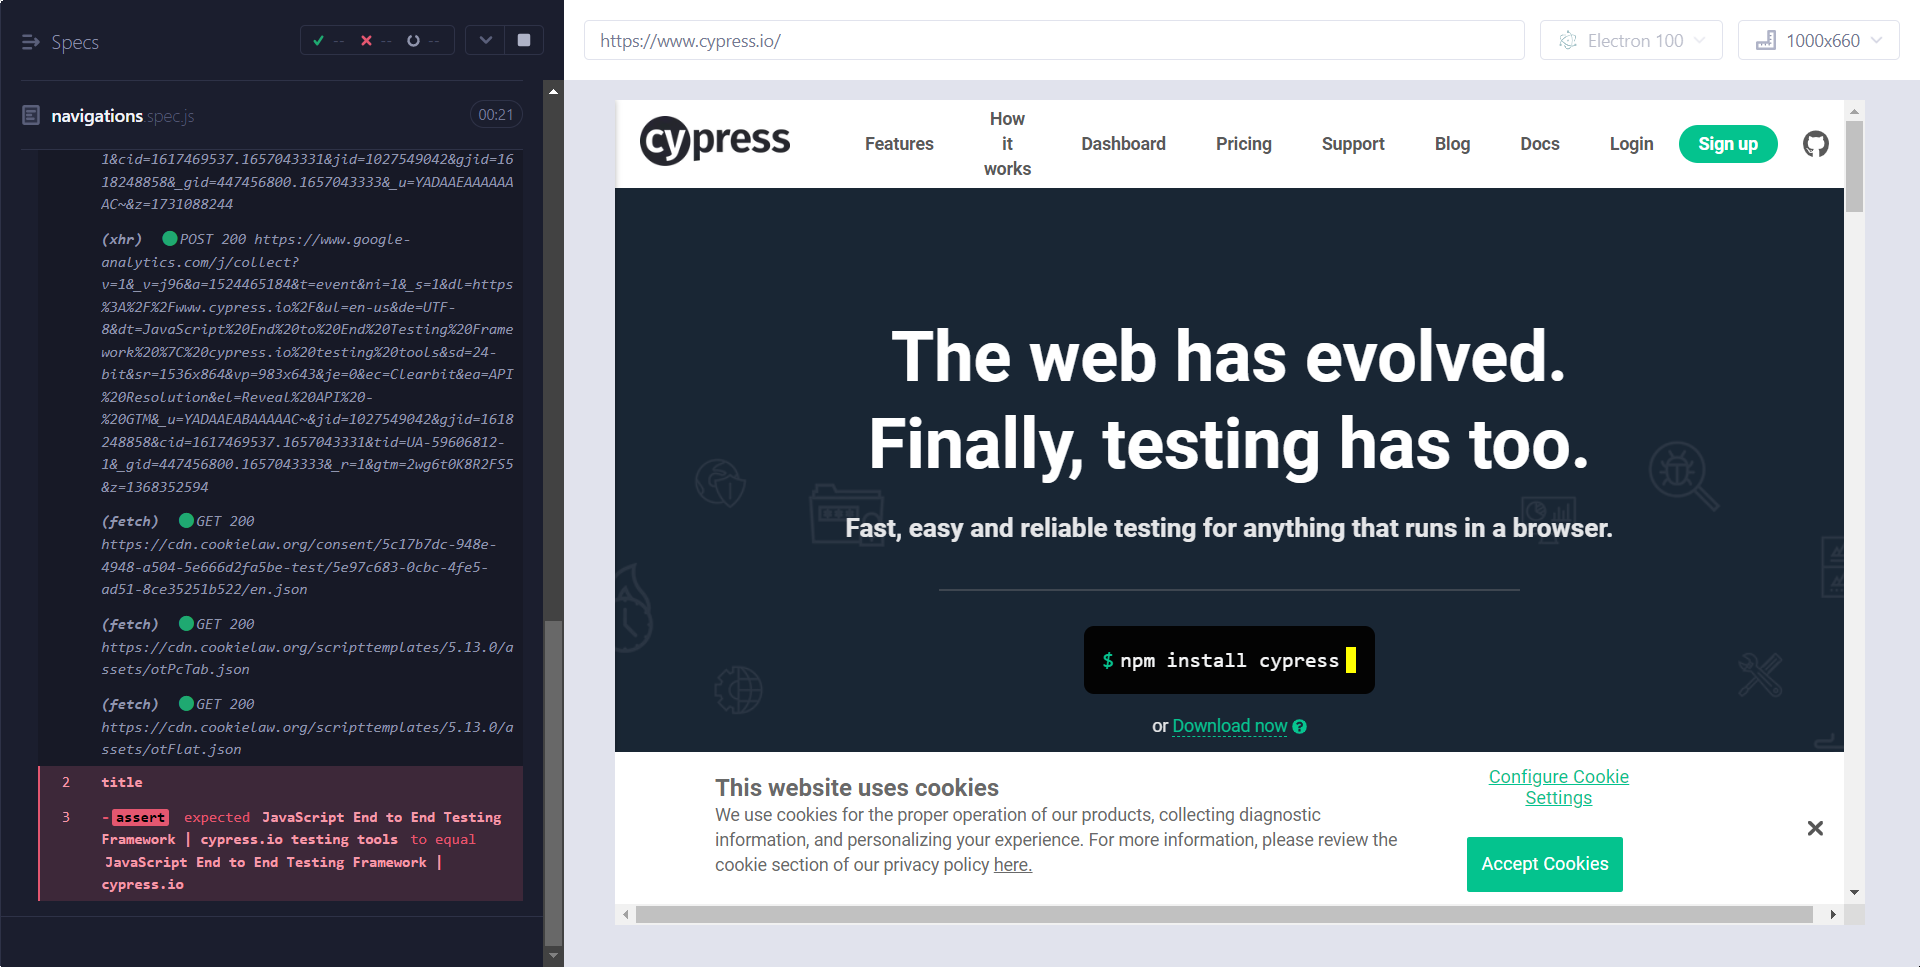 Specs
-- -- --
navigations.spec.js
00:21
1&cid=1617469537.1657043331&jid=1027549042&gjid=16
18248858&_gid=447456800.1657043333&_u=YADAAEAAAAAA
AC~&z=1731088244
(xhr) POST 200 https://www.google-
analytics.com/j/collect?
v=1&_v=j96&a=1524465184&t=event&ni=1&_s=1&dl=https
%3A%2F%2Fwww.cypress.io%2F&ul=en-us&de=UTF-
8&dt=JavaScript%20End%20to%20End%20Testing%20Frame
work%20%7C%20cypress.io%20testing%20tools&sd=24-
bit&sr=1536x864&vp=983x643&je=0&ec=Clearbit&ea=API
%20Resolution&el=Reveal%20API%20-
%20GTM&_u=YADAAEABAAAAAC~&jid=1027549042&gjid=1618
248858&cid=1617469537.1657043331&tid=UA-59606812-
1&_gid=447456800.1657043333&_r=1&gtm=2wg6t0K8R2FS5
&z=1368352594
(fetch) GET 200
https://cdn.cookielaw.org/consent/5c17b7dc-948e-
4948-a504-5e666d2fa5be-test/5e97c683-0cbc-4fe5-
ad51-8ce35251b522/en.json
(fetch) GET 200
https://cdn.cookielaw.org/scripttemplates/5.13.0/a
ssets/otPcTab.json
(fetch) GET 200
https://cdn.cookielaw.org/scripttemplates/5.13.0/a
ssets/otFlat.json
2 title
3 -assert expected JavaScript End to End Testing
Framework | cypress.io testing tools to equal
JavaScript End to End Testing Framework |
cypress.io
https://www.cypress.io/
Electron 100
1000x660
cypress
Features
How
it
works
Dashboard
Pricing
Support
Blog
Docs
Login
Sign up
The web has evolved.
Finally, testing has too.
Fast, easy and reliable testing for anything that runs in a browser.
$ npm install cypress
or Download now ?
This website uses cookies
We use cookies for the proper operation of our products, collecting diagnostic
information, and personalizing your experience. For more information, please review the
cookie section of our privacy policy here.
Configure Cookie
Settings
Accept Cookies